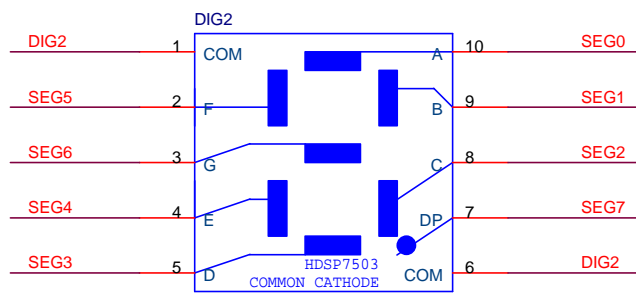 DIG2
DIG2 1 COM A 10 SEG0
SEG5 2 F B 9 SEG1
SEG6 3 G C 8 SEG2
SEG4 4 E DP 7 SEG7
SEG3 5 D COM 6 DIG2
HDSP7503
COMMON CATHODE